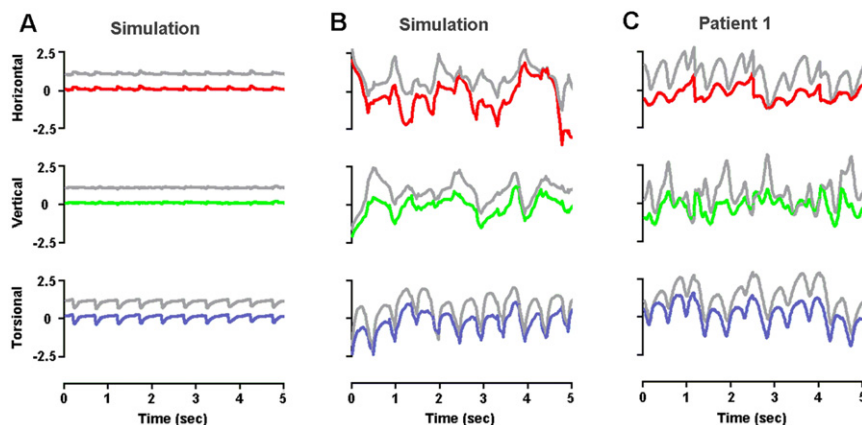 A Simulation
B Simulation
C Patient 1
Horizontal
2.5
0
-2.5
Vertical
2.5
0
-2.5
Torsional
2.5
0
-2.5
0 1 2 3 4 5
Time (sec)
0 1 2 3 4 5
Time (sec)
0 1 2 3 4 5
Time (sec)